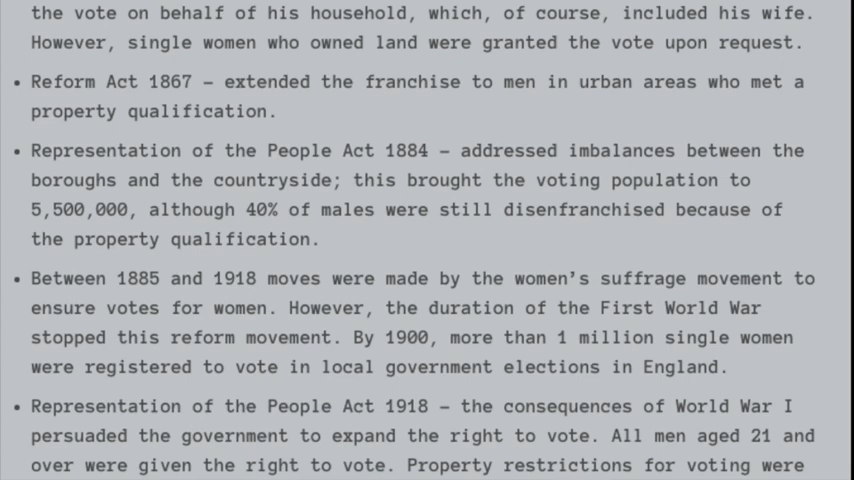 the vote on behalf of his household, which, of course, included his wife.
However, single women who owned land were granted the vote upon request.
• Reform Act 1867 – extended the franchise to men in urban areas who met a
property qualification.
• Representation of the People Act 1884 – addressed imbalances between the
boroughs and the countryside; this brought the voting population to
5,500,000, although 40% of males were still disenfranchised because of
the property qualification.
• Between 1885 and 1918 moves were made by the women’s suffrage movement to
ensure votes for women. However, the duration of the First World War
stopped this reform movement. By 1900, more than 1 million single women
were registered to vote in local government elections in England.
• Representation of the People Act 1918 – the consequences of World War I
persuaded the government to expand the right to vote. All men aged 21 and
over were given the right to vote. Property restrictions for voting were